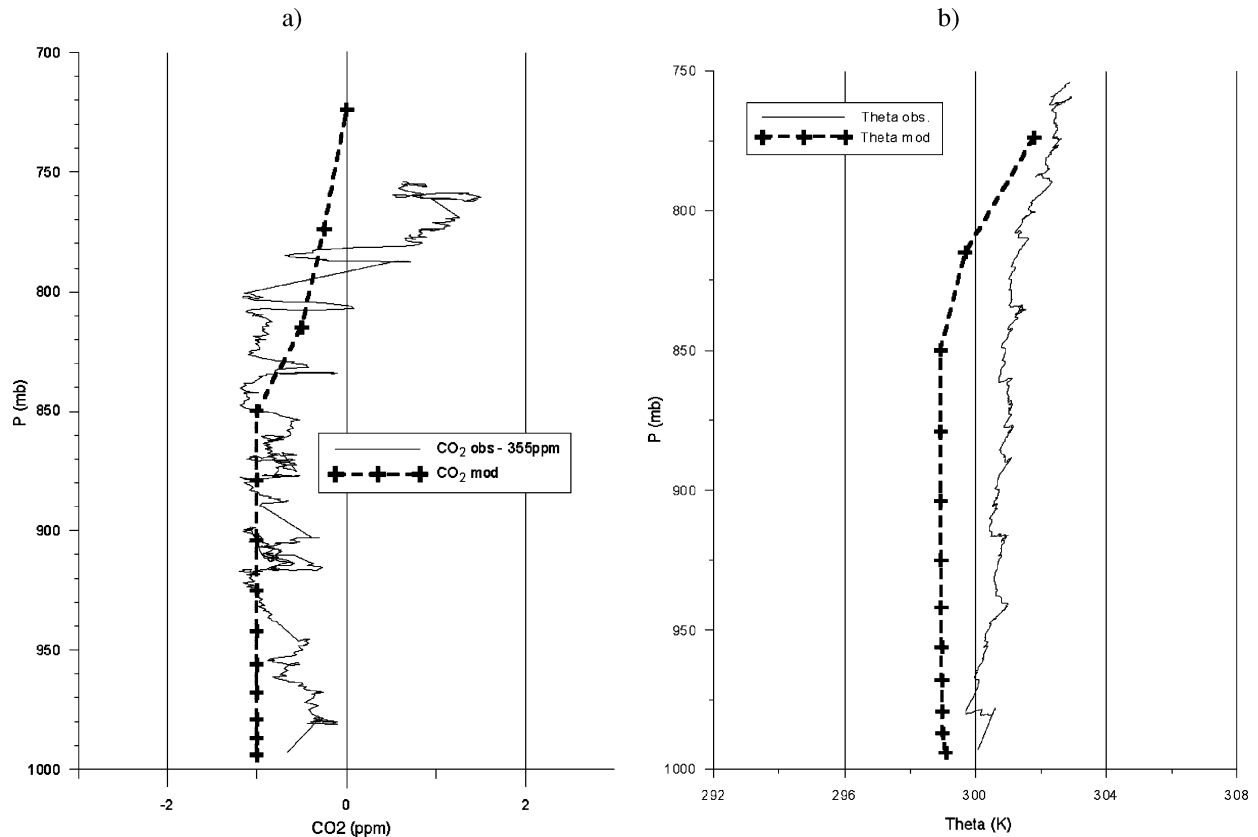 a)
700
750
800
850
900
950
1000
P (mb)
-2
0
2
CO2 (ppm)
CO2 obs - 355ppm
CO2 mod
b)
750
800
850
900
950
1000
P (mb)
292
296
300
304
308
Theta (K)
Theta obs.
Theta mod